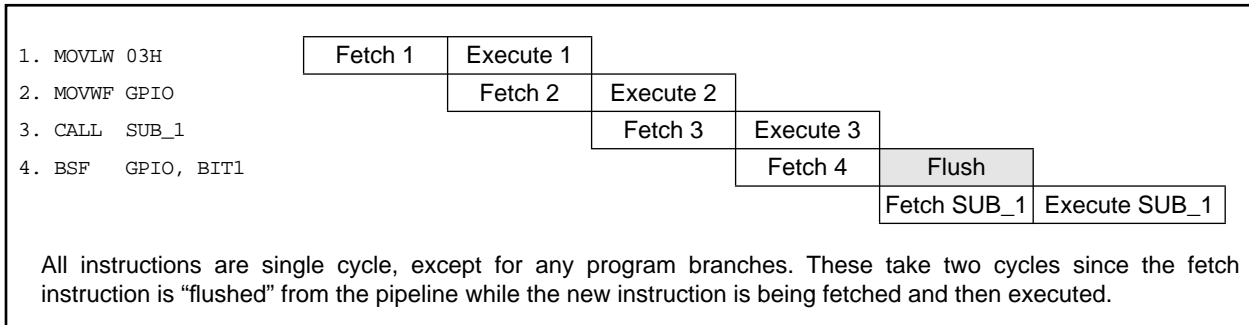 1. MOVLW 03H Fetch 1 Execute 1
2. MOVWF GPIO Fetch 2 Execute 2
3. CALL SUB_1 Fetch 3 Execute 3
4. BSF GPIO, BIT1 Fetch 4 Flush
Fetch SUB_1 Execute SUB_1
All instructions are single cycle, except for any program branches. These take two cycles since the fetch
instruction is “flushed” from the pipeline while the new instruction is being fetched and then executed.